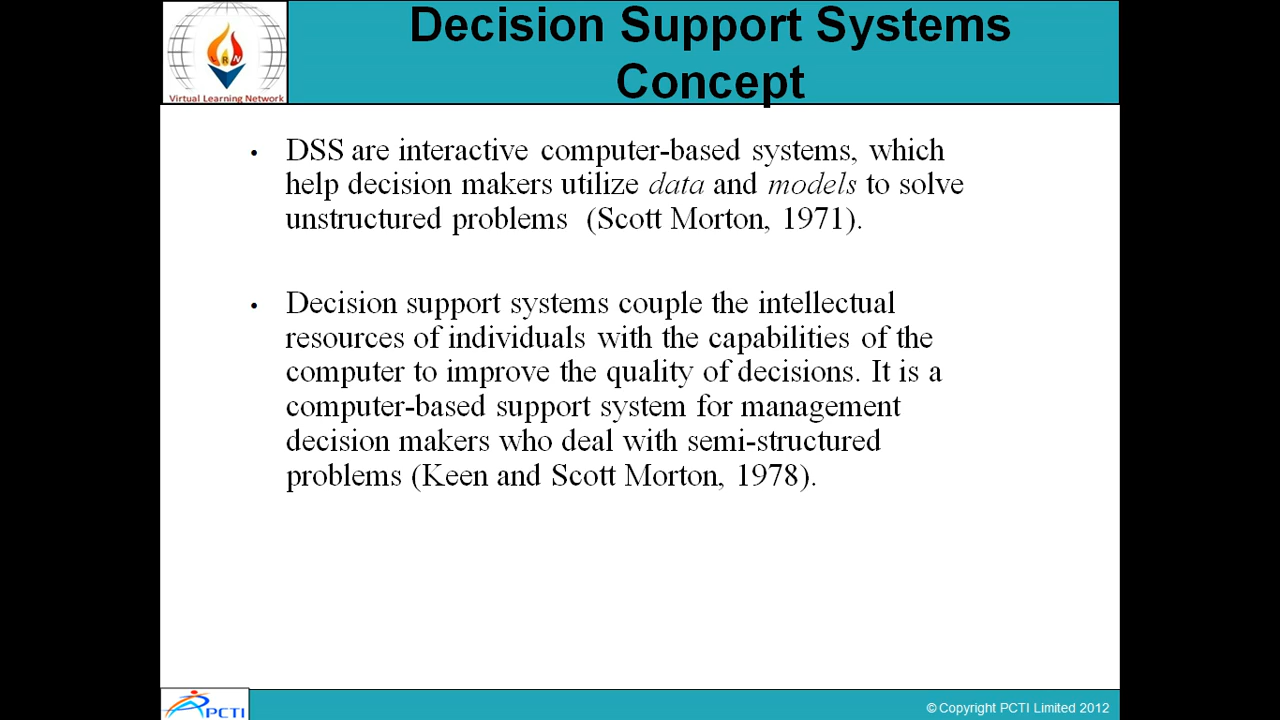 Decision Support Systems
Concept
Virtual Learning Network
• DSS are interactive computer-based systems, which
help decision makers utilize data and models to solve
unstructured problems (Scott Morton, 1971).
• Decision support systems couple the intellectual
resources of individuals with the capabilities of the
computer to improve the quality of decisions. It is a
computer-based support system for management
decision makers who deal with semi-structured
problems (Keen and Scott Morton, 1978).
PCTI
© Copyright PCTI Limited 2012